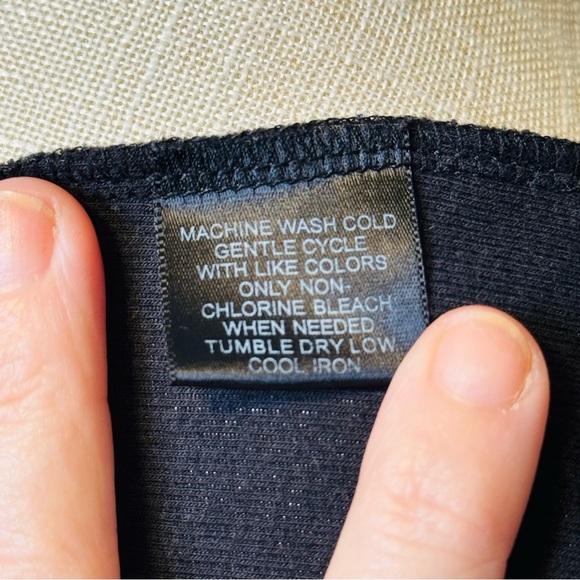 MACHINE WASH COLD
GENTLE CYCLE
WITH LIKE COLORS
ONLY NON-
CHLORINE BLEACH
WHEN NEEDED
TUMBLE DRY LOW
COOL IRON